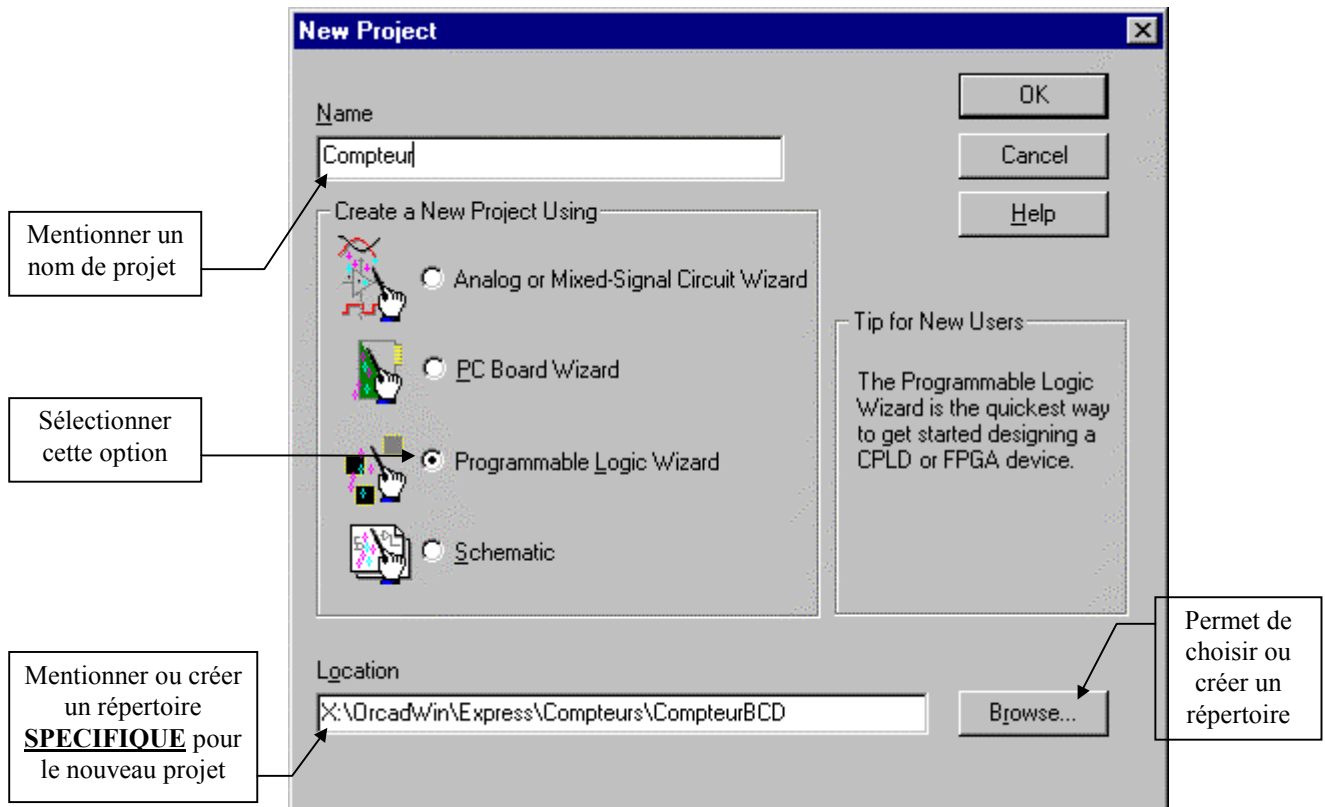 New Project
OK
Name
Compteur
Cancel
Mentionner un
nom de projet
Create a New Project Using
Help
Analog or Mixed-Signal Circuit Wizard
Tip for New Users
PC Board Wizard
The Programmable Logic
Wizard is the quickest way
to get started designing a
CPLD or FPGA device.
Sélectionner
cette option
Programmable Logic Wizard
Schematic
Permet de
choisir ou
créer un
répertoire
Mentionner ou créer
un répertoire
SPECIFIQUE pour
le nouveau projet
Location
X:\OrcadWin\Express\Compteurs\CompteurBCD
Browse...